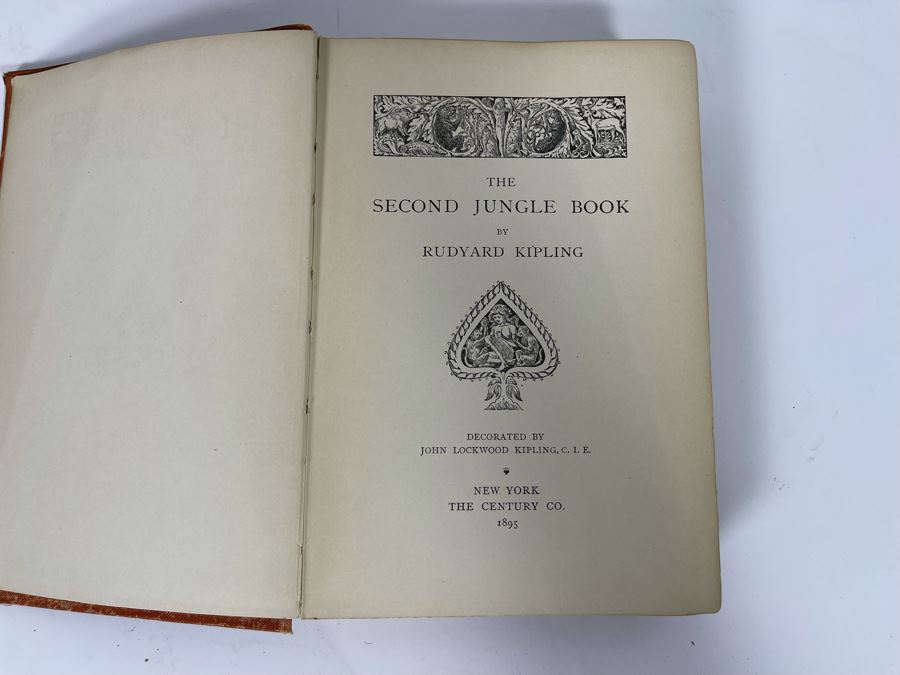 THE
SECOND JUNGLE BOOK
BY
RUDYARD KIPLING
DECORATED BY
JOHN LOCKWOOD KIPLING, C. I. E.
NEW YORK
THE CENTURY CO.
1895